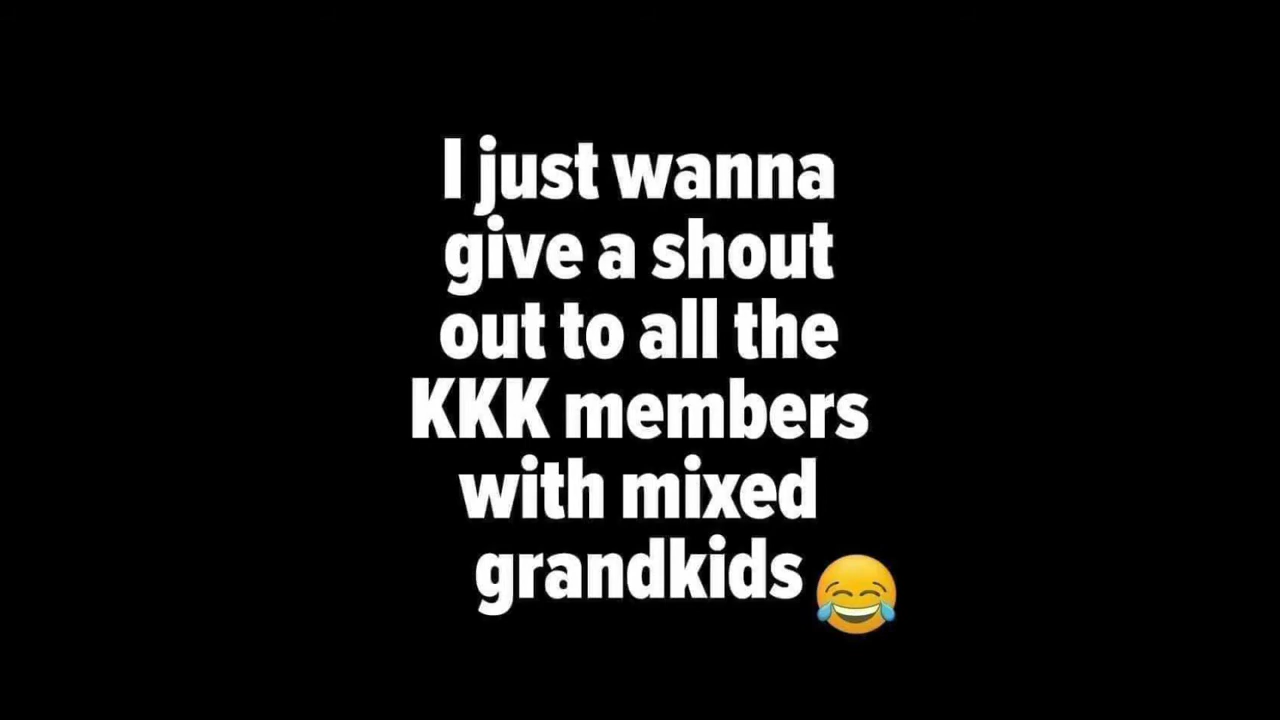 I just wanna
give a shout
out to all the
KKK members
with mixed
grandkids 😂